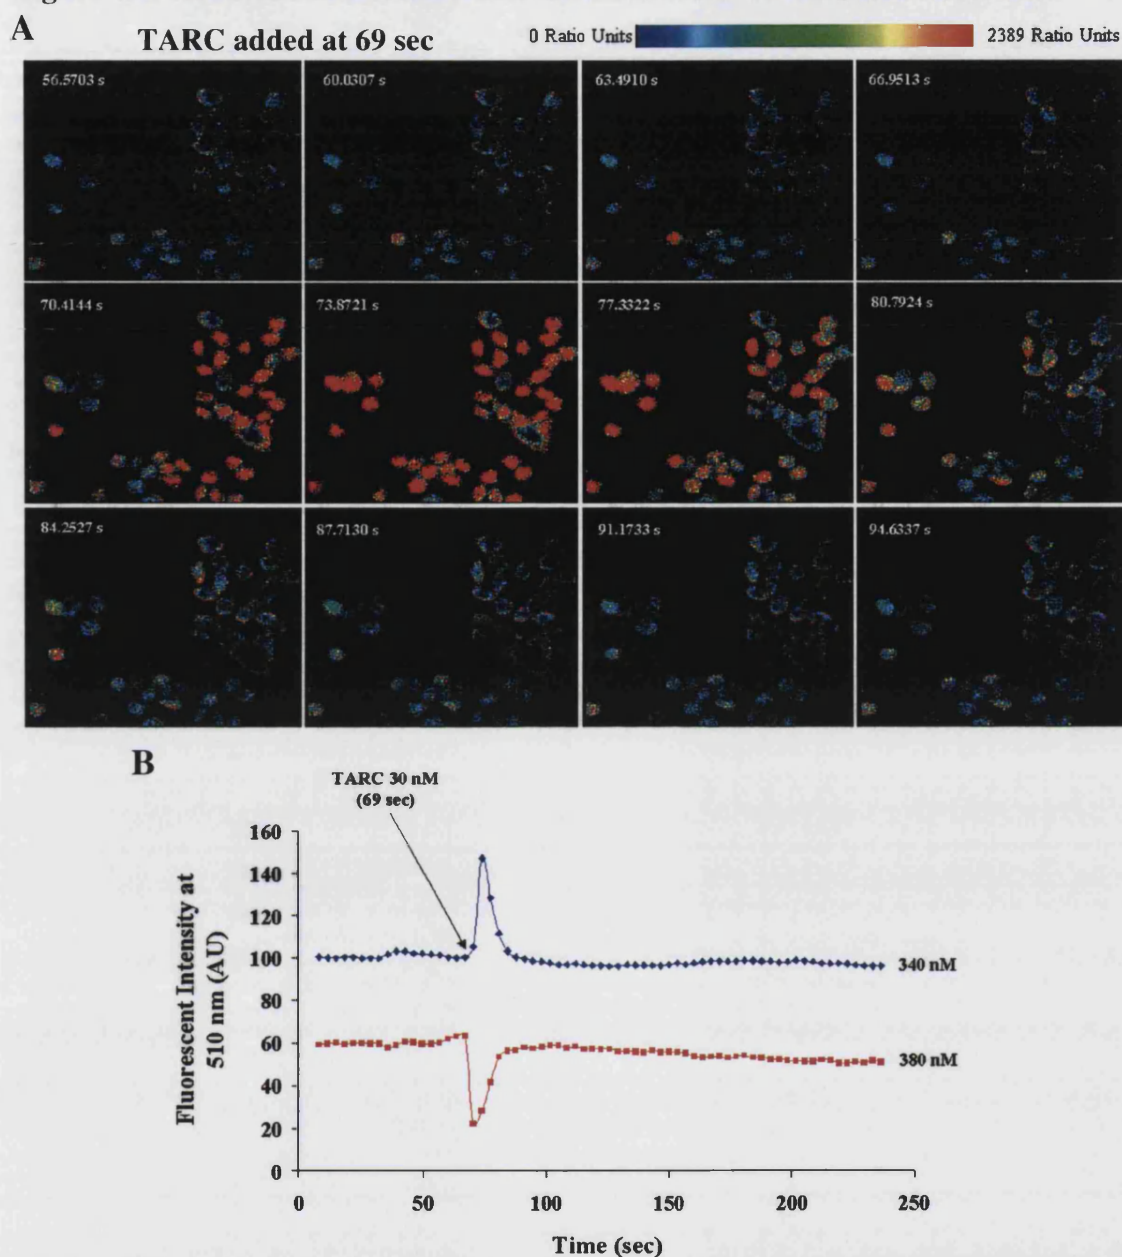 A
TARC added at 69 sec
0 Ratio Units
2389 Ratio Units
56.5703 s
60.0307 s
63.4910 s
66.9513 s
70.4144 s
73.8721 s
77.3322 s
80.7924 s
84.2527 s
87.7130 s
91.1733 s
94.6337 s
B
TARC 30 nM
(69 sec)
Fluorescent Intensity at
510 nm (AU)
160
140
120
100
80
60
40
20
0
340 nM
380 nM
0
50
100
150
200
250
Time (sec)